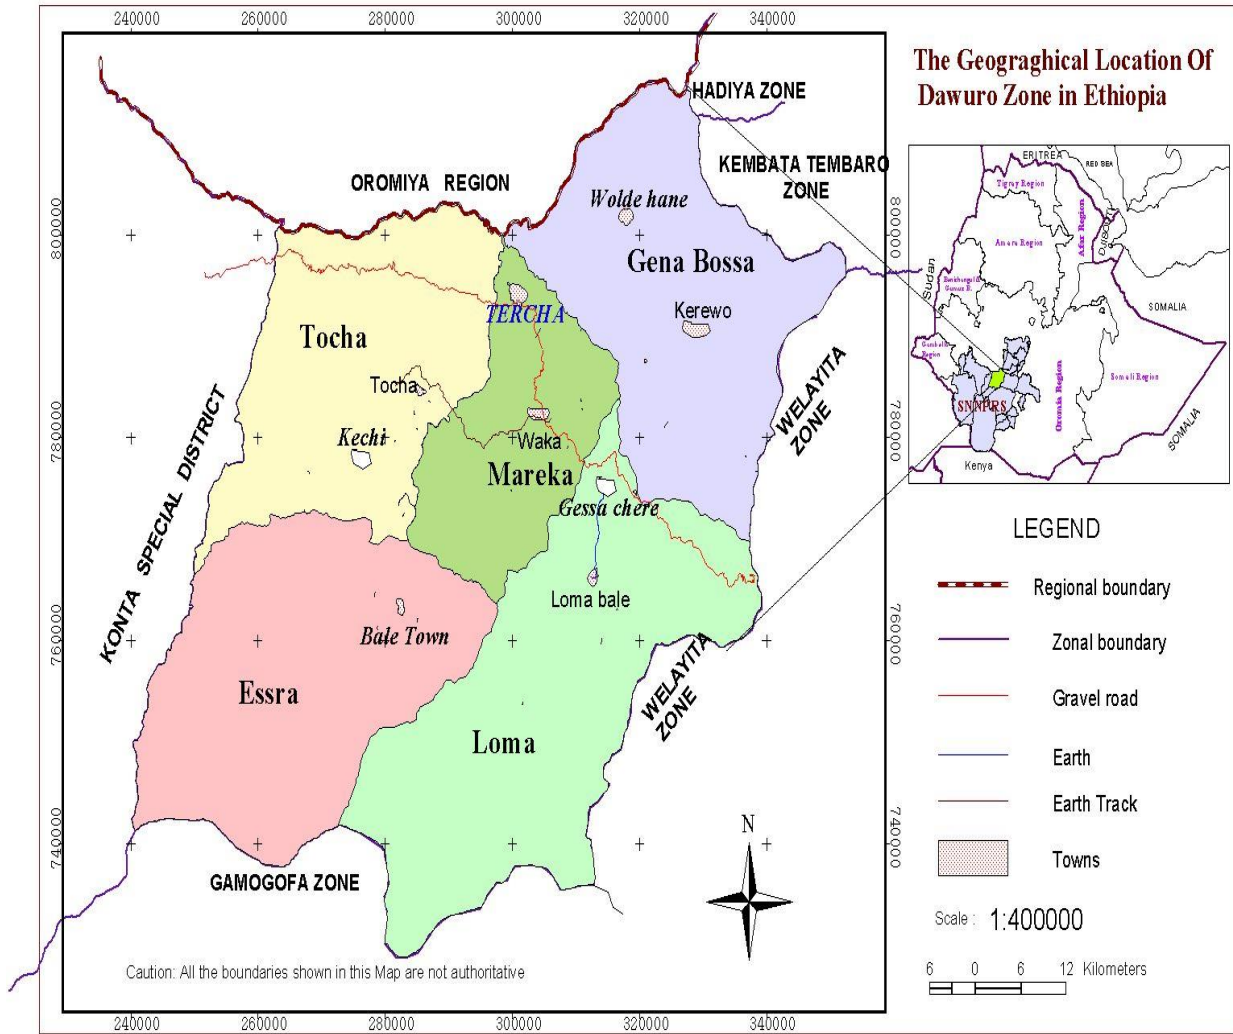 240000 260000 280000 300000 320000 340000
The Geograghical Location Of
Dawuro Zone in Ethiopia
HADIYA ZONE
KEMBATA TEMBARO
ZONE
OROMIYA REGION
Wolde hane
800000
800000
Gena Bossa
TERCHA
Kerewo
Tocha
Tocha
WELAYITA
ZONE
Kechi
Waka
780000
780000
Mareka
Gessa chere
KONTA SPECIAL DISTRICT
Loma bale
Bale Town
760000
760000
Essra
WELAYITA
ZONE
Loma
740000
740000
N
GAMOGOFA ZONE
Caution: All the boundaries shown in this Map are not authoritative
240000 260000 280000 300000 320000 340000
ERITREA
RED SEA
Tigray Region
Afar Region
Amara Region
Sudan
SOMALIA
Region
Somali Region
Oromia Region
SNNPRS
SOMALIA
Kenya
LEGEND
Regional boundary
Zonal boundary
Gravel road
Earth
Earth Track
Towns
Scale : 1:400000
6 0 6 12 Kilometers